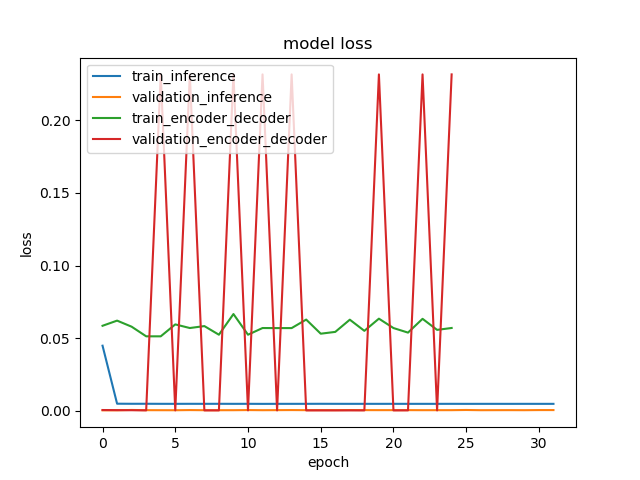 model loss
train_inference
validation_inference
train_encoder_decoder
validation_encoder_decoder
loss
0.20
0.15
0.10
0.05
0.00
0 5 10 15 20 25 30
epoch